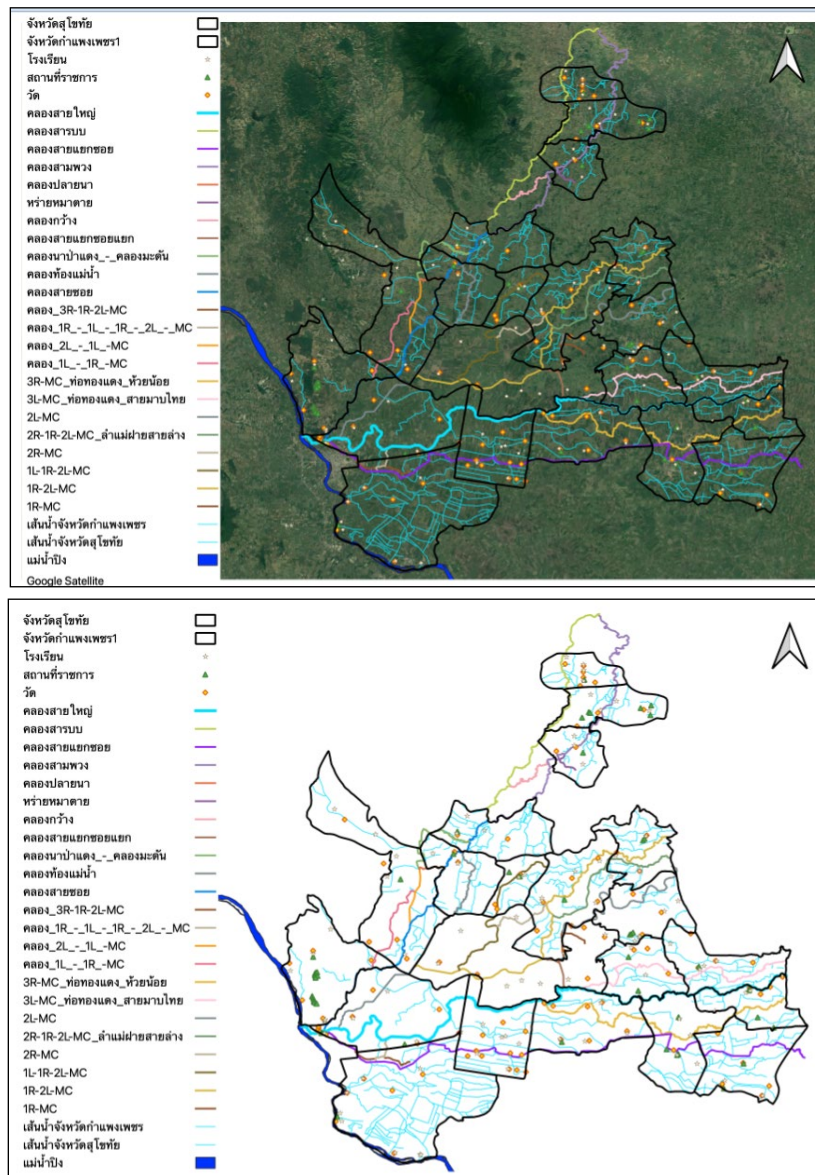 จังหวัดสุโขทัย
จังหวัดกำแพงเพชร1
โรงเรียน
สถานที่ราชการ
วัด
คลองสายใหญ่
คลองสารบบ
คลองสายแยกซอย
คลองสามพวง
คลองปลายนา
หร่ายหมาตาย
คลองกว้าง
คลองสายแยกซอยแยก
คลองนาป่าแดง_-_คลองมะดัน
คลองท้องแม่น้ำ
คลองสายซอย
คลอง_3R-1R-2L-MC
คลอง_1R_-_1L_-_1R_-_2L_-_MC
คลอง_2L_-_1L_-MC
คลอง_1L_-_1R_-MC
3R-MC_ท่อทองแดง_ห้วยน้อย
3L-MC_ท่อทองแดง_สายมาบไทย
2L-MC
2R-1R-2L-MC_ลำแม่ฝายสายล่าง
2R-MC
1L-1R-2L-MC
1R-2L-MC
1R-MC
เส้นน้ำจังหวัดกำแพงเพชร
เส้นน้ำจังหวัดสุโขทัย
แม่น้ำปิง
Google Satellite
จังหวัดสุโขทัย
จังหวัดกำแพงเพชร1
โรงเรียน
สถานที่ราชการ
วัด
คลองสายใหญ่
คลองสารบบ
คลองสายแยกซอย
คลองสามพวง
คลองปลายนา
หร่ายหมาตาย
คลองกว้าง
คลองสายแยกซอยแยก
คลองนาป่าแดง_-_คลองมะดัน
คลองท้องแม่น้ำ
คลองสายซอย
คลอง_3R-1R-2L-MC
คลอง_1R_-_1L_-_1R_-_2L_-_MC
คลอง_2L_-_1L_-MC
คลอง_1L_-_1R_-MC
3R-MC_ท่อทองแดง_ห้วยน้อย
3L-MC_ท่อทองแดง_สายมาบไทย
2L-MC
2R-1R-2L-MC_ลำแม่ฝายสายล่าง
2R-MC
1L-1R-2L-MC
1R-2L-MC
1R-MC
เส้นน้ำจังหวัดกำแพงเพชร
เส้นน้ำจังหวัดสุโขทัย
แม่น้ำปิง